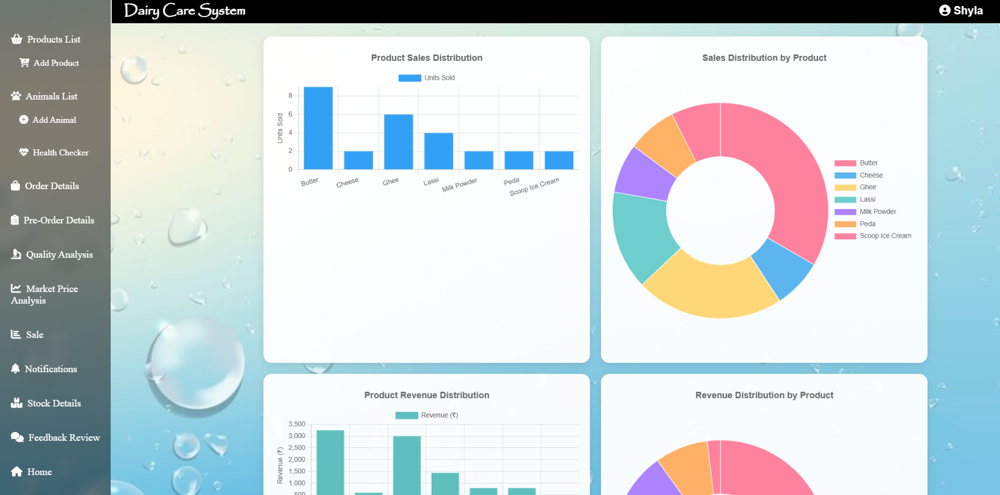 Dairy Care System
Shyla
Products List
Add Product
Animals List
Add Animal
Health Checker
Order Details
Pre-Order Details
Quality Analysis
Market Price
Analysis
Sale
Notifications
Stock Details
Feedback Review
Home
Product Sales Distribution
Units Sold
Units Sold
8
6
4
2
0
Butter
Cheese
Ghee
Lassi
Milk Powder
Peda
Scoop Ice Cream
Sales Distribution by Product
Butter
Cheese
Ghee
Lassi
Milk Powder
Peda
Scoop Ice Cream
Product Revenue Distribution
Revenue (₹)
Revenue (₹)
3,500
3,000
2,500
2,000
1,500
1,000
500
Revenue Distribution by Product